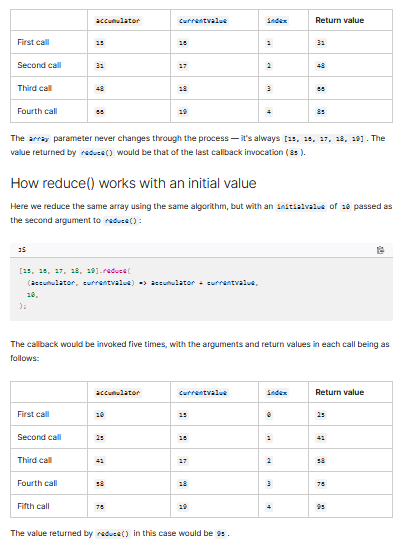 accumulator currentValue index Return value
First call 15 16 1 31
Second call 31 17 2 48
Third call 48 18 3 66
Fourth call 66 19 4 85
The array parameter never changes through the process — it's always [15, 16, 17, 18, 19]. The
value returned by reduce() would be that of the last callback invocation (85).
How reduce() works with an initial value
Here we reduce the same array using the same algorithm, but with an initialValue of 10 passed as
the second argument to reduce():
JS
[15, 16, 17, 18, 19].reduce(
(accumulator, currentValue) => accumulator + currentValue,
10,
);
The callback would be invoked five times, with the arguments and return values in each call being as
follows:
accumulator currentValue index Return value
First call 10 15 0 25
Second call 25 16 1 41
Third call 41 17 2 58
Fourth call 58 18 3 76
Fifth call 76 19 4 95
The value returned by reduce() in this case would be 95.